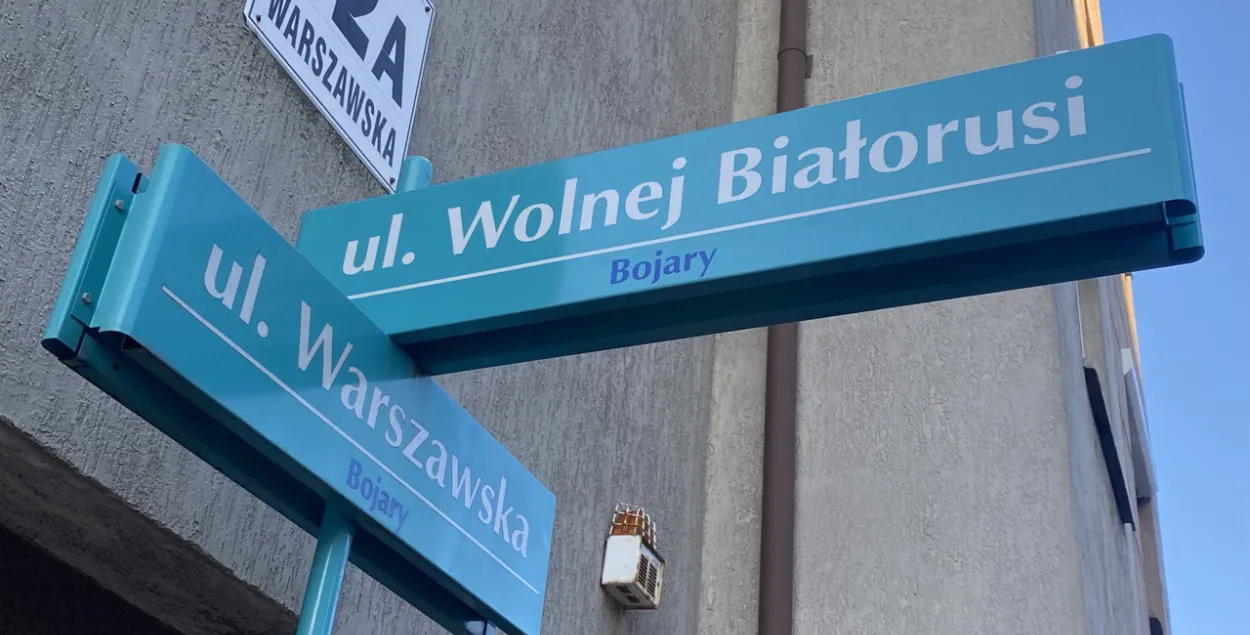 2A
WARSZAWSKA
ul. Wolnej Białorusi
Bojary
ul. Warszawska
Bojary